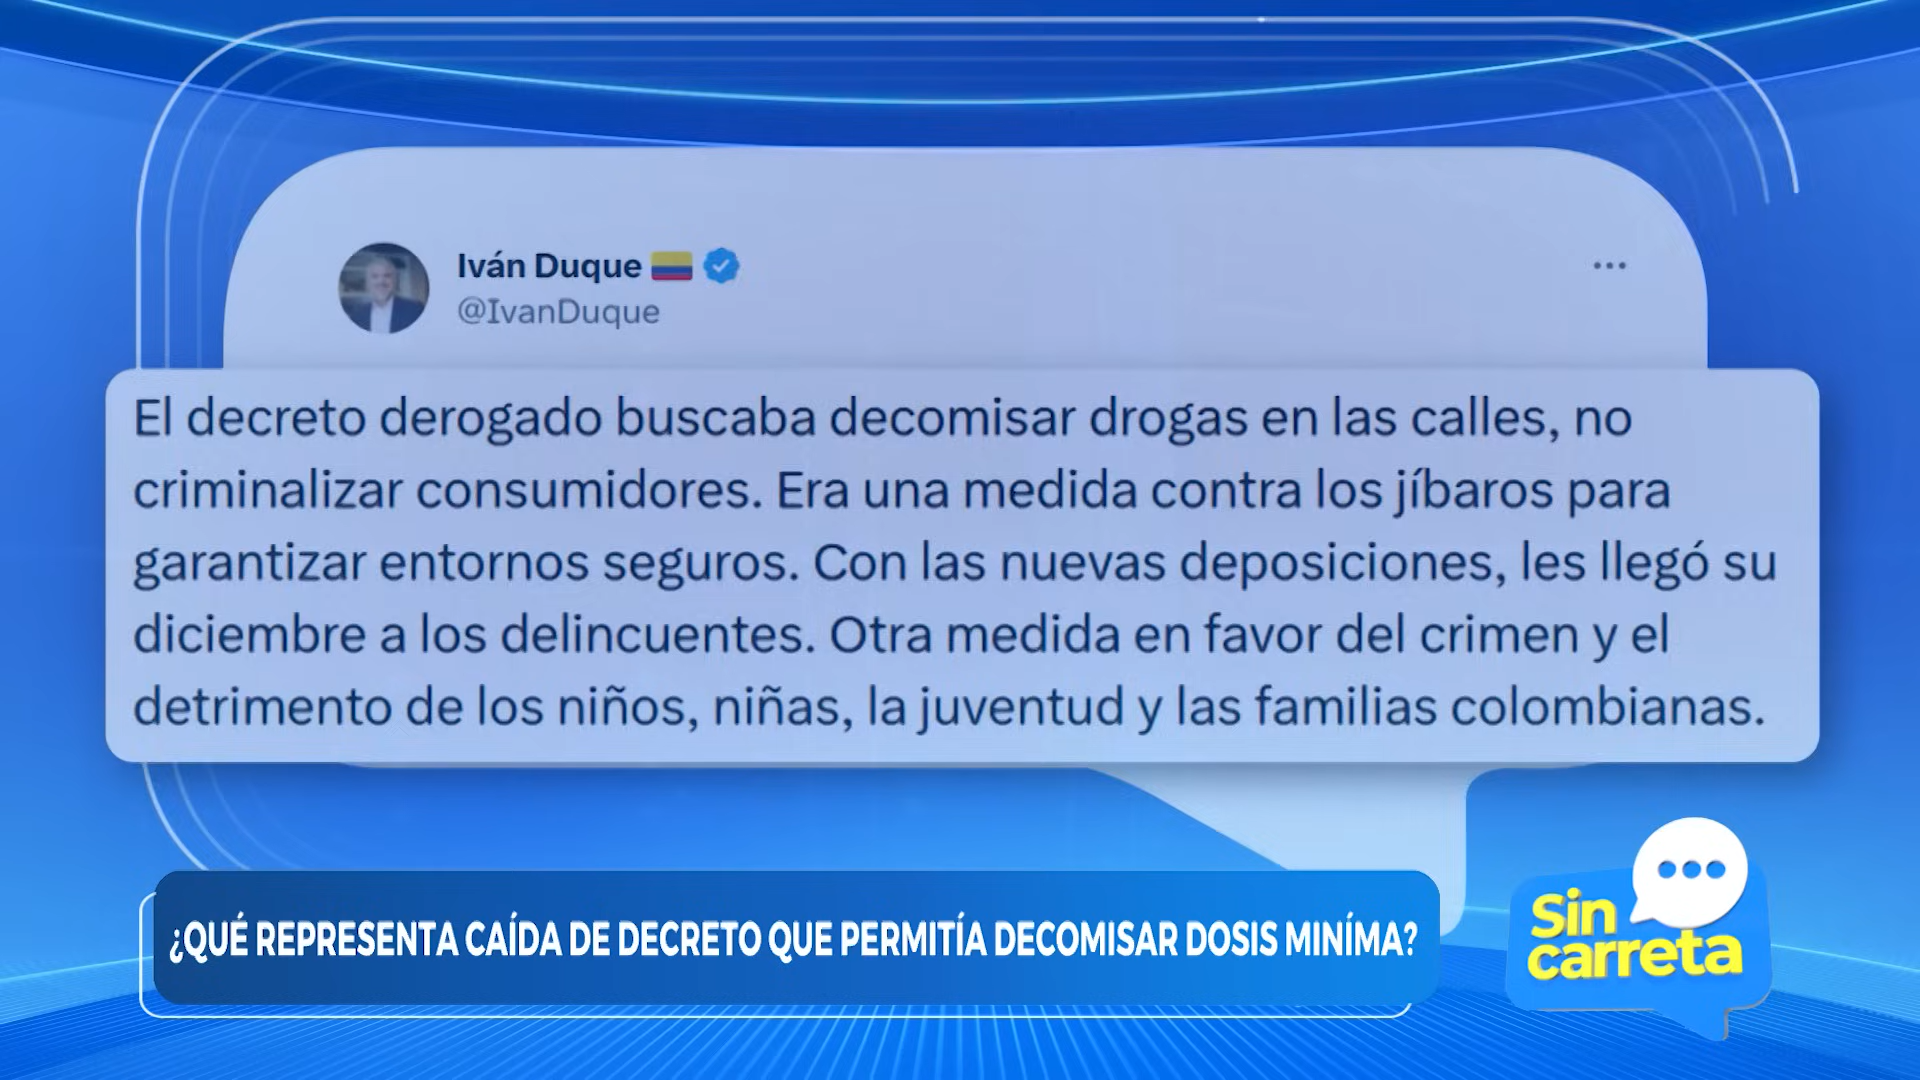 Iván Duque
@IvanDuque
El decreto derogado buscaba decomisar drogas en las calles, no
criminalizar consumidores. Era una medida contra los jíbaros para
garantizar entornos seguros. Con las nuevas deposiciones, les llegó su
diciembre a los delincuentes. Otra medida en favor del crimen y el
detrimento de los niños, niñas, la juventud y las familias colombianas.
¿QUÉ REPRESENTA CAÍDA DE DECRETO QUE PERMITÍA DECOMISAR DOSIS MINÍMA?
Sin
carreta